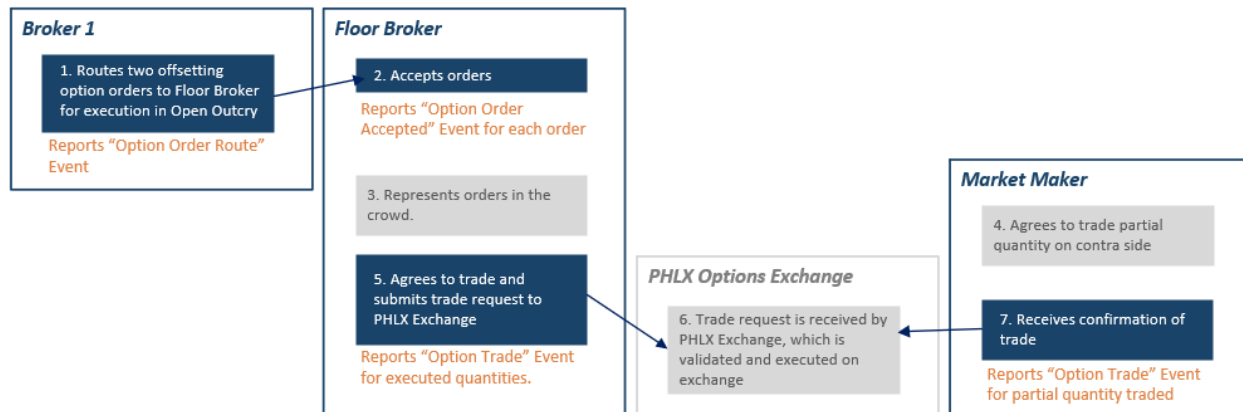 Broker 1
1. Routes two offsetting
option orders to Floor Broker
for execution in Open Outcry
Reports “Option Order Route”
Event
Floor Broker
2. Accepts orders
Reports “Option Order
Accepted” Event for each order
3. Represents orders in the
crowd.
5. Agrees to trade and
submits trade request to
PHLX Exchange
Reports “Option Trade” Event
for executed quantities.
PHLX Options Exchange
6. Trade request is received by
PHLX Exchange, which is
validated and executed on
exchange
Market Maker
4. Agrees to trade partial
quantity on contra side
7. Receives confirmation of
trade
Reports “Option Trade” Event
for partial quantity traded